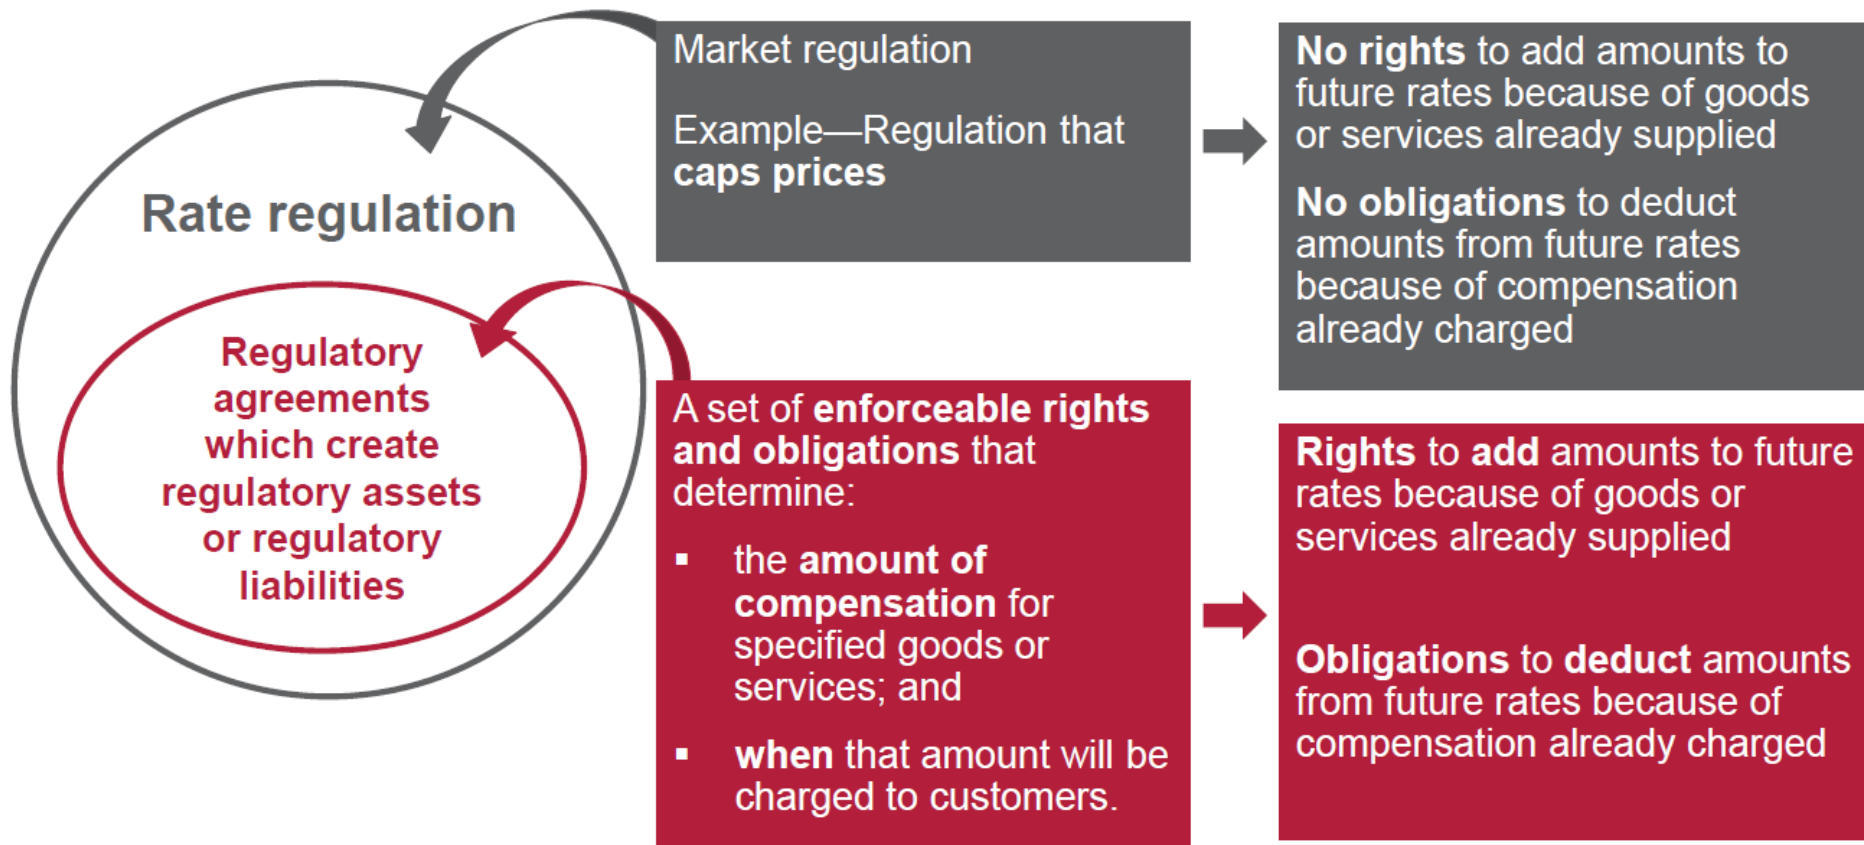 Rate regulation
Regulatory
agreements
which create
regulatory assets
or regulatory
liabilities
Market regulation
Example—Regulation that
caps prices
No rights to add amounts to
future rates because of goods
or services already supplied
No obligations to deduct
amounts from future rates
because of compensation
already charged
A set of enforceable rights
and obligations that
determine:
▪ the amount of
compensation for
specified goods or
services; and
▪ when that amount will be
charged to customers.
Rights to add amounts to future
rates because of goods or
services already supplied
Obligations to deduct amounts
from future rates because of
compensation already charged